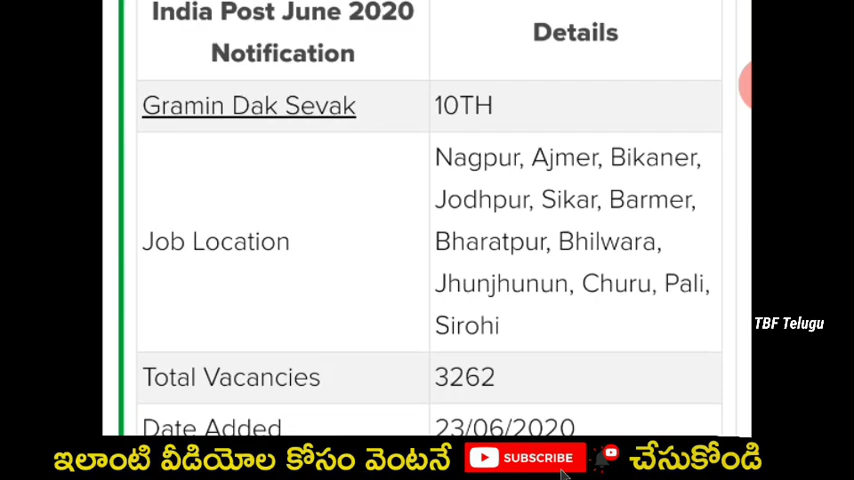 India Post June 2020
Notification
Details
Gramin Dak Sevak
10TH
Job Location
Nagpur, Ajmer, Bikaner,
Jodhpur, Sikar, Barmer,
Bharatpur, Bhilwara,
Jhunjhunun, Churu, Pali,
Sirohi
Total Vacancies
3262
Date Added
23/06/2020
TBF Telugu
ఇలాంటి వీడియోల కోసం వెంటనే SUBSCRIBE చేసుకోండి